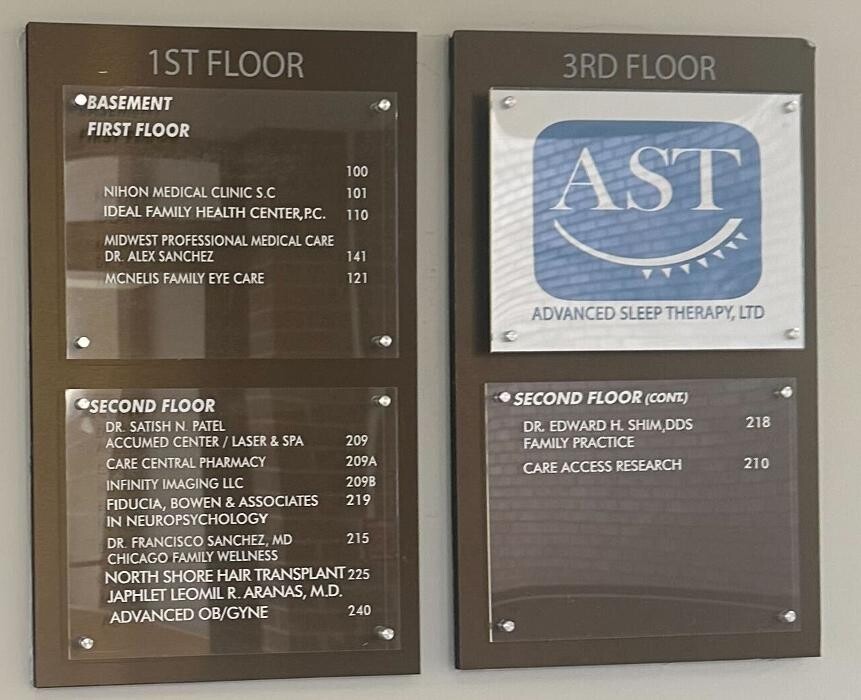 1ST FLOOR
BASEMENT
FIRST FLOOR
100
NIHON MEDICAL CLINIC S.C 101
IDEAL FAMILY HEALTH CENTER,P.C. 110
MIDWEST PROFESSIONAL MEDICAL CARE
DR. ALEX SANCHEZ 141
MCNELIS FAMILY EYE CARE 121
SECOND FLOOR
DR. SATISH N. PATEL
ACCUMED CENTER / LASER & SPA 209
CARE CENTRAL PHARMACY 209A
INFINITY IMAGING LLC 209B
FIDUCIA, BOWEN & ASSOCIATES 219
IN NEUROPSYCHOLOGY
DR. FRANCISCO SANCHEZ, MD 215
CHICAGO FAMILY WELLNESS
NORTH SHORE HAIR TRANSPLANT 225
JAPHLET LEOMIL R. ARANAS, M.D.
ADVANCED OB/GYNE 240
3RD FLOOR
AST
ADVANCED SLEEP THERAPY, LTD
SECOND FLOOR (CONT.)
DR. EDWARD H. SHIM,DDS 218
FAMILY PRACTICE
CARE ACCESS RESEARCH 210